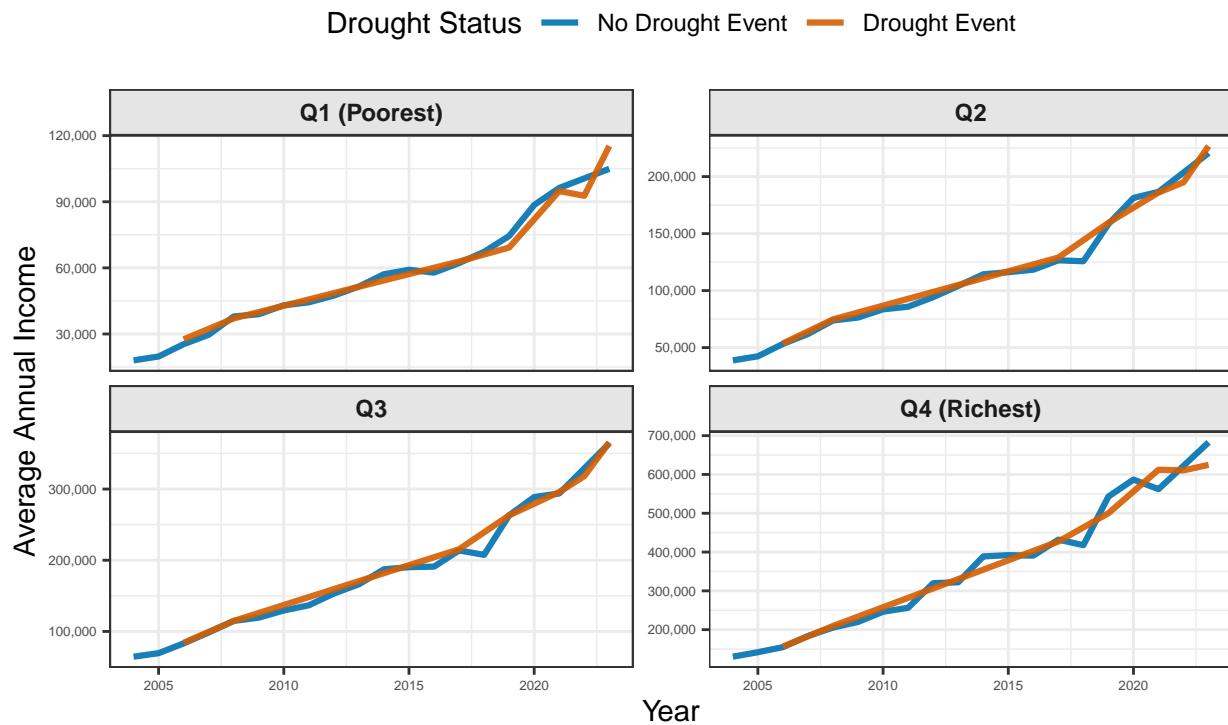 Drought Status No Drought Event Drought Event
Q1 (Poorest)
120,000
90,000
60,000
30,000
Q2
200,000
150,000
100,000
50,000
Q3
300,000
200,000
100,000
2005 2010 2015 2020
Q4 (Richest)
700,000
600,000
500,000
400,000
300,000
200,000
2005 2010 2015 2020
Average Annual Income
Year